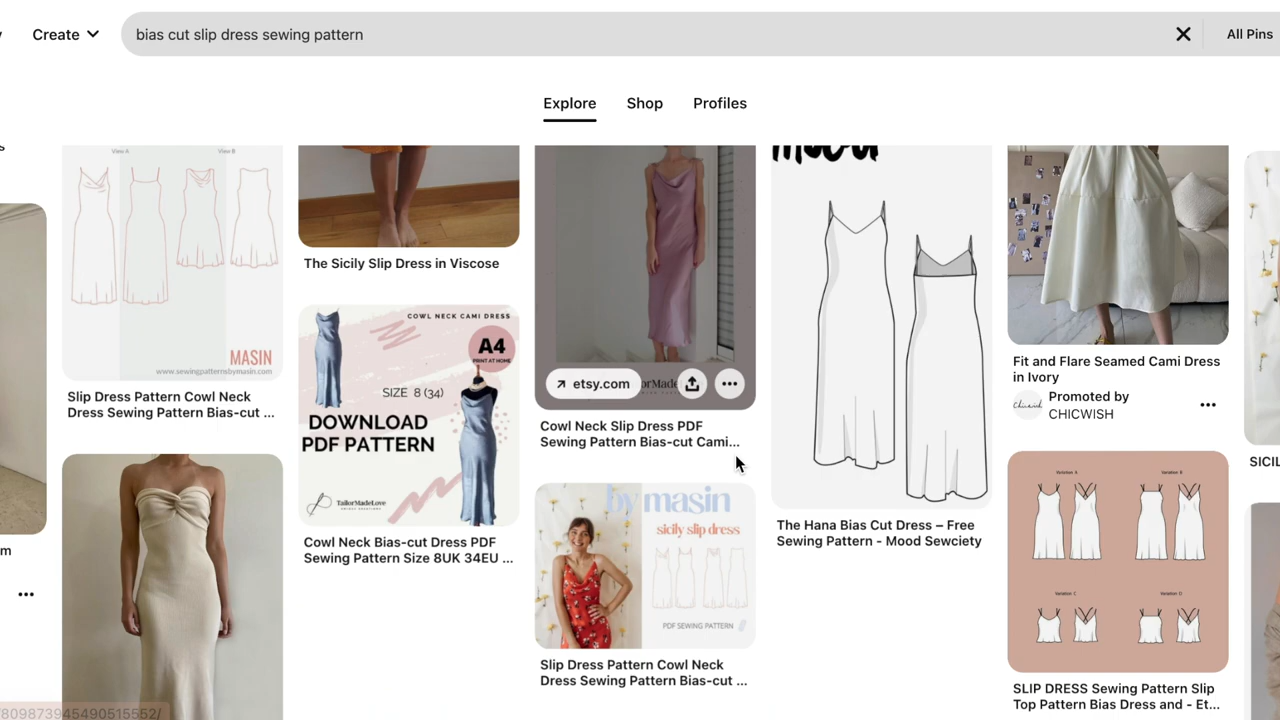 Create
bias cut slip dress sewing pattern
All Pins
Explore
Shop
Profiles
s
m
View A
View B
MASIN
www.sewingpatternsbymasin.com
Slip Dress Pattern Cowl Neck
Dress Sewing Pattern Bias-cut ...
The Sicily Slip Dress in Viscose
COWL NECK CAMI DRESS
A4
PRINT AT HOME
SIZE 8 (34)
DOWNLOAD
PDF PATTERN
TailorMadeLove
Cowl Neck Bias-cut Dress PDF
Sewing Pattern Size 8UK 34EU ...
etsy.com
Cowl Neck Slip Dress PDF
Sewing Pattern Bias-cut Cami...
by masin
sicily slip dress
PDF SEWING PATTERN
Slip Dress Pattern Cowl Neck
Dress Sewing Pattern Bias-cut ...
The Hana Bias Cut Dress – Free
Sewing Pattern - Mood Sewciety
Fit and Flare Seamed Cami Dress
in Ivory
Chicwish
Promoted by
CHICWISH
Variation A
Variation B
Variation C
Variation D
SLIP DRESS Sewing Pattern Slip
Top Pattern Bias Dress and - Et...
SICIL
/809873945490515552/